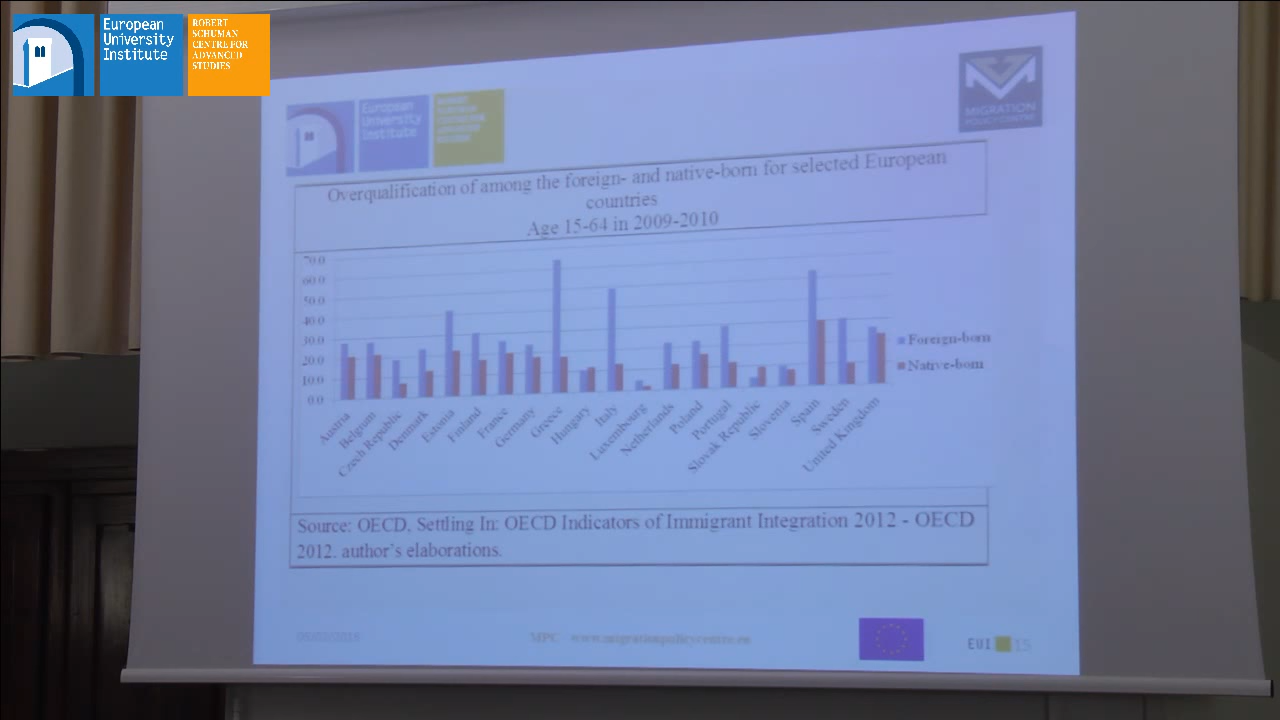 European
University
Institute
ROBERT
SCHUMAN
CENTRE FOR
ADVANCED
STUDIES
European
University
Institute
MIGRATION
POLICY CENTRE
Overqualification of among the foreign- and native-born for selected European
countries
Age 15-64 in 2009-2010
70.0
60.0
50.0
40.0
30.0
20.0
10.0
0.0
Foreign-born
Native-born
Austria
Belgium
Czech Republic
Denmark
Estonia
Finland
France
Germany
Greece
Hungary
Italy
Luxembourg
Netherlands
Poland
Portugal
Slovak Republic
Slovenia
Spain
Sweden
United Kingdom
Source: OECD, Settling In: OECD Indicators of Immigrant Integration 2012 - OECD
2012. author's elaborations.
MPC - www.migrationpolicycentre.eu
EUI 15